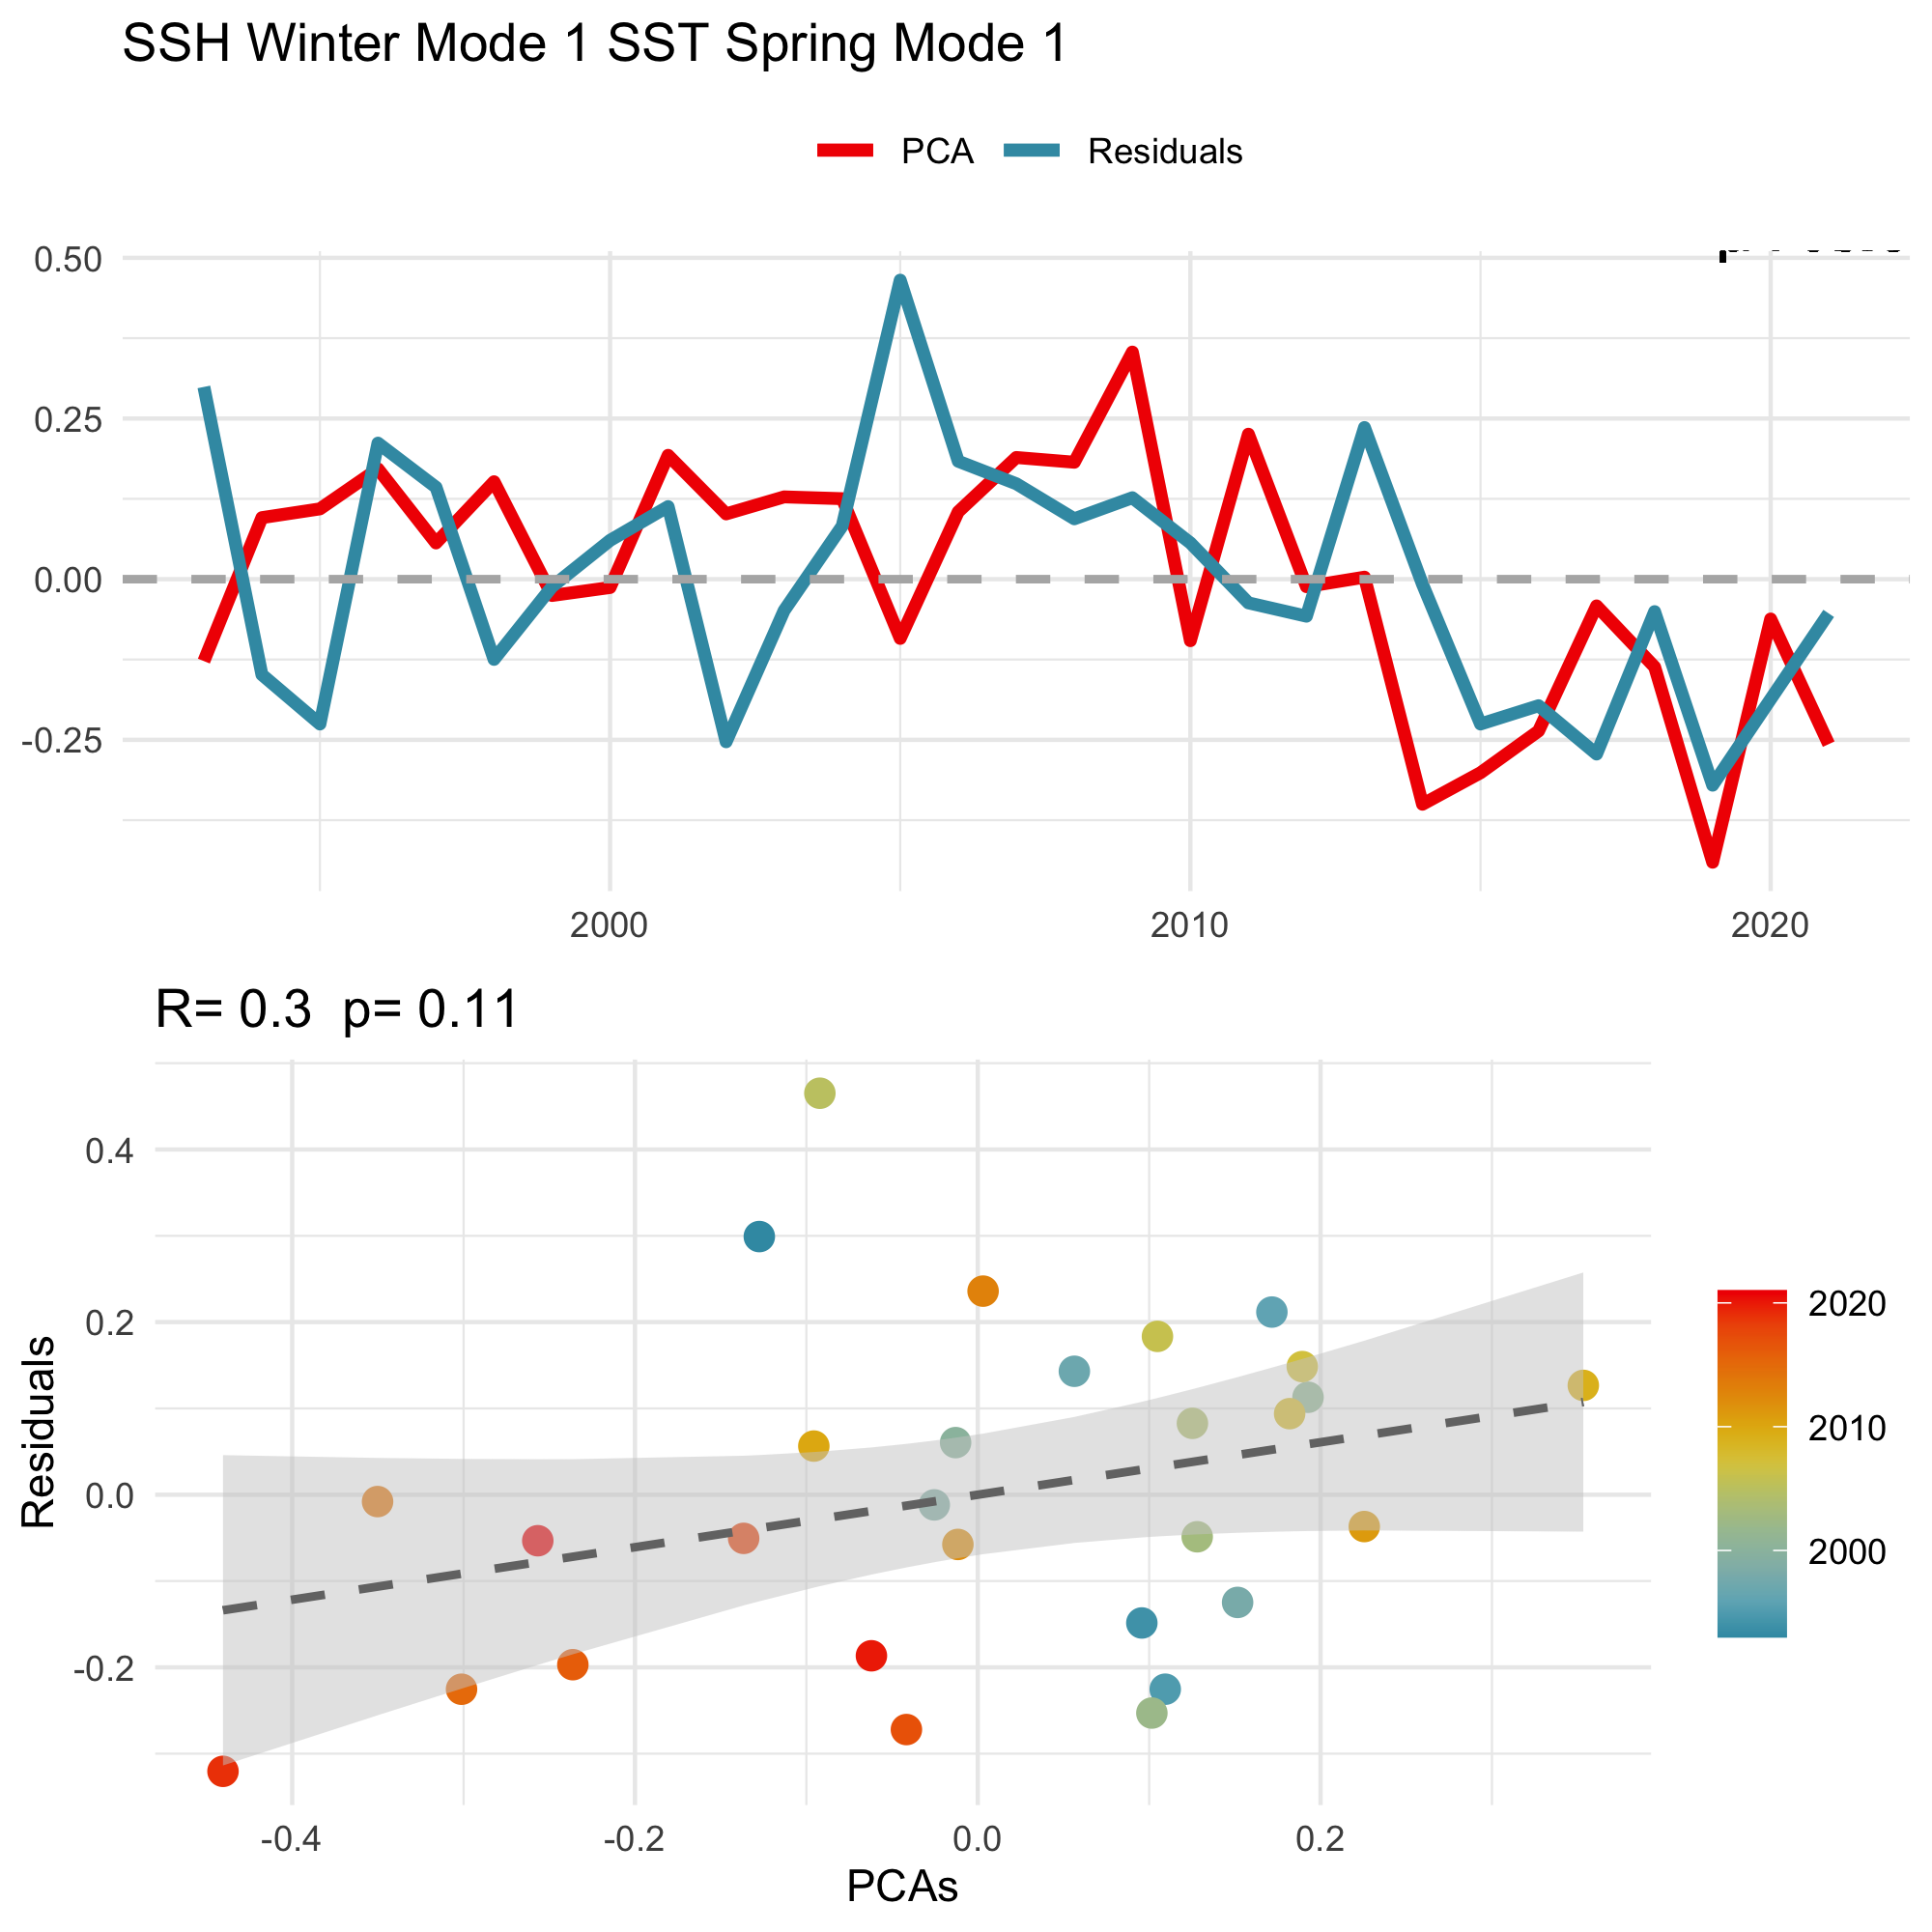 SSH Winter Mode 1 SST Spring Mode 1
PCA Residuals
0.50
0.25
0.00
-0.25
2000 2010 2020
R= 0.3 p= 0.11
Residuals
0.4
0.2
0.0
-0.2
-0.4 -0.2 0.0 0.2
PCAs
2020
2010
2000